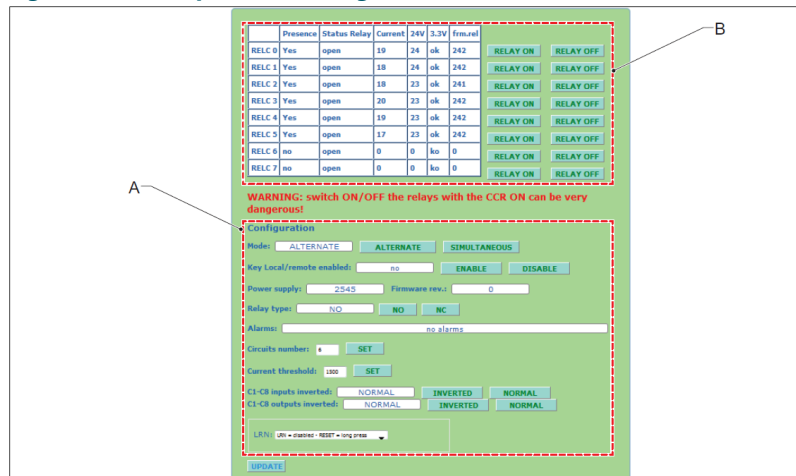 B
Presence Status Relay Current 24V 3.3V frm.rel
RELC 0 Yes open 19 24 ok 242 RELAY ON RELAY OFF
RELC 1 Yes open 18 24 ok 242 RELAY ON RELAY OFF
RELC 2 Yes open 18 23 ok 241 RELAY ON RELAY OFF
RELC 3 Yes open 20 23 ok 242 RELAY ON RELAY OFF
RELC 4 Yes open 19 23 ok 242 RELAY ON RELAY OFF
RELC 5 Yes open 17 23 ok 242 RELAY ON RELAY OFF
RELC 6 no open 0 0 ko 0 RELAY ON RELAY OFF
RELC 7 no open 0 0 ko 0 RELAY ON RELAY OFF
A
WARNING: switch ON/OFF the relays with the CCR ON can be very
dangerous!
Configuration
Mode: ALTERNATE ALTERNATE SIMULTANEOUS
Key Local/remote enabled: no ENABLE DISABLE
Power supply: 2545 Firmware rev.: 0
Relay type: NO NO NC
Alarms: no alarms
Circuits number: 6 SET
Current threshold: 1500 SET
C1-C8 inputs inverted: NORMAL INVERTED NORMAL
C1-C8 outputs inverted: NORMAL INVERTED NORMAL
LRN: LRN = disabled - RESET = long press
UPDATE